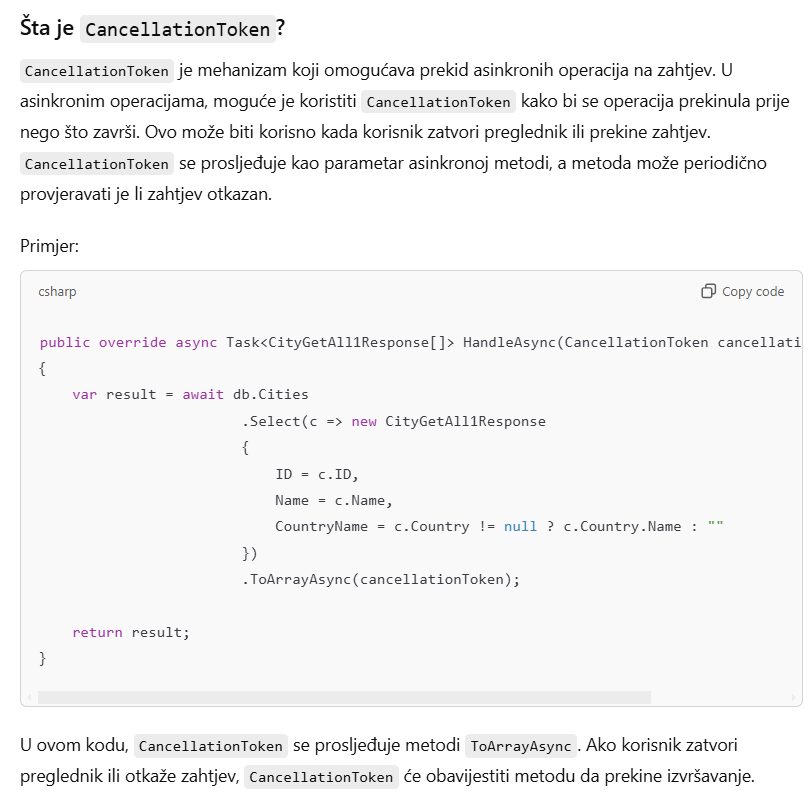 Šta je CancellationToken?
CancellationToken je mehanizam koji omogućava prekid asinkronih operacija na zahtjev. U
asinkronim operacijama, moguće je koristiti CancellationToken kako bi se operacija prekinula prije
nego što završi. Ovo može biti korisno kada korisnik zatvori preglednik ili prekine zahtjev.
CancellationToken se prosljeđuje kao parametar asinkronoj metodi, a metoda može periodično
provjeravati je li zahtjev otkazan.
Primjer:
csharp Copy code
public override async Task<CityGetAll1Response[]> HandleAsync(CancellationToken cancellati
{
var result = await db.Cities
.Select(c => new CityGetAll1Response
{
ID = c.ID,
Name = c.Name,
CountryName = c.Country != null ? c.Country.Name : ""
})
.ToArrayAsync(cancellationToken);
return result;
}
U ovom kodu, CancellationToken se prosljeđuje metodi ToArrayAsync. Ako korisnik zatvori
preglednik ili otkaže zahtjev, CancellationToken će obavijestiti metodu da prekine izvršavanje.